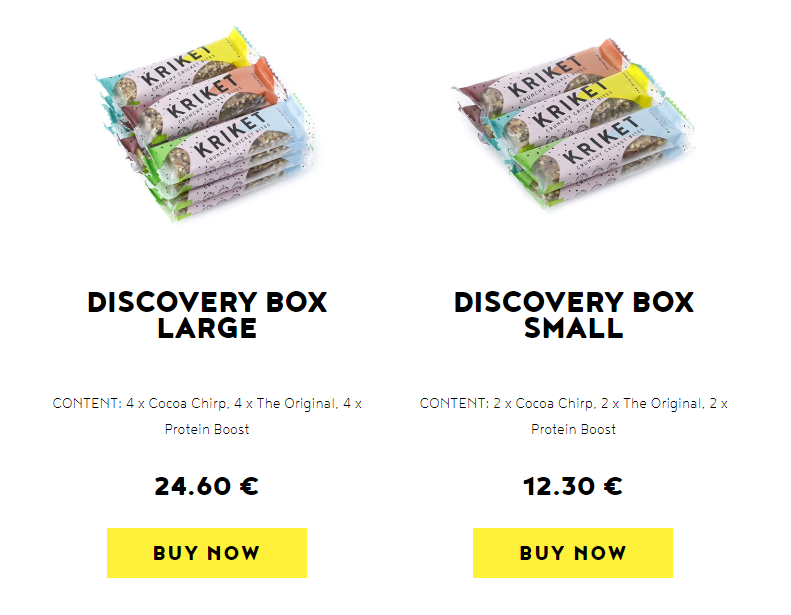 KRIKET
CRUNCHY CRICKET BITES
KRIKET
KRIKET
CRUNCHY CRICKET BITES
KRIKET
CRUNCHY CRICKET BITES
KRIKET
CRUNCHY CRICKET BITES
KRIKET
CRUNCHY CRICKET BITES
DISCOVERY BOX
LARGE
DISCOVERY BOX
SMALL
CONTENT: 4 x Cocoa Chirp, 4 x The Original, 4 x
Protein Boost
CONTENT: 2 x Cocoa Chirp, 2 x The Original, 2 x
Protein Boost
24.60 €
12.30 €
BUY NOW
BUY NOW